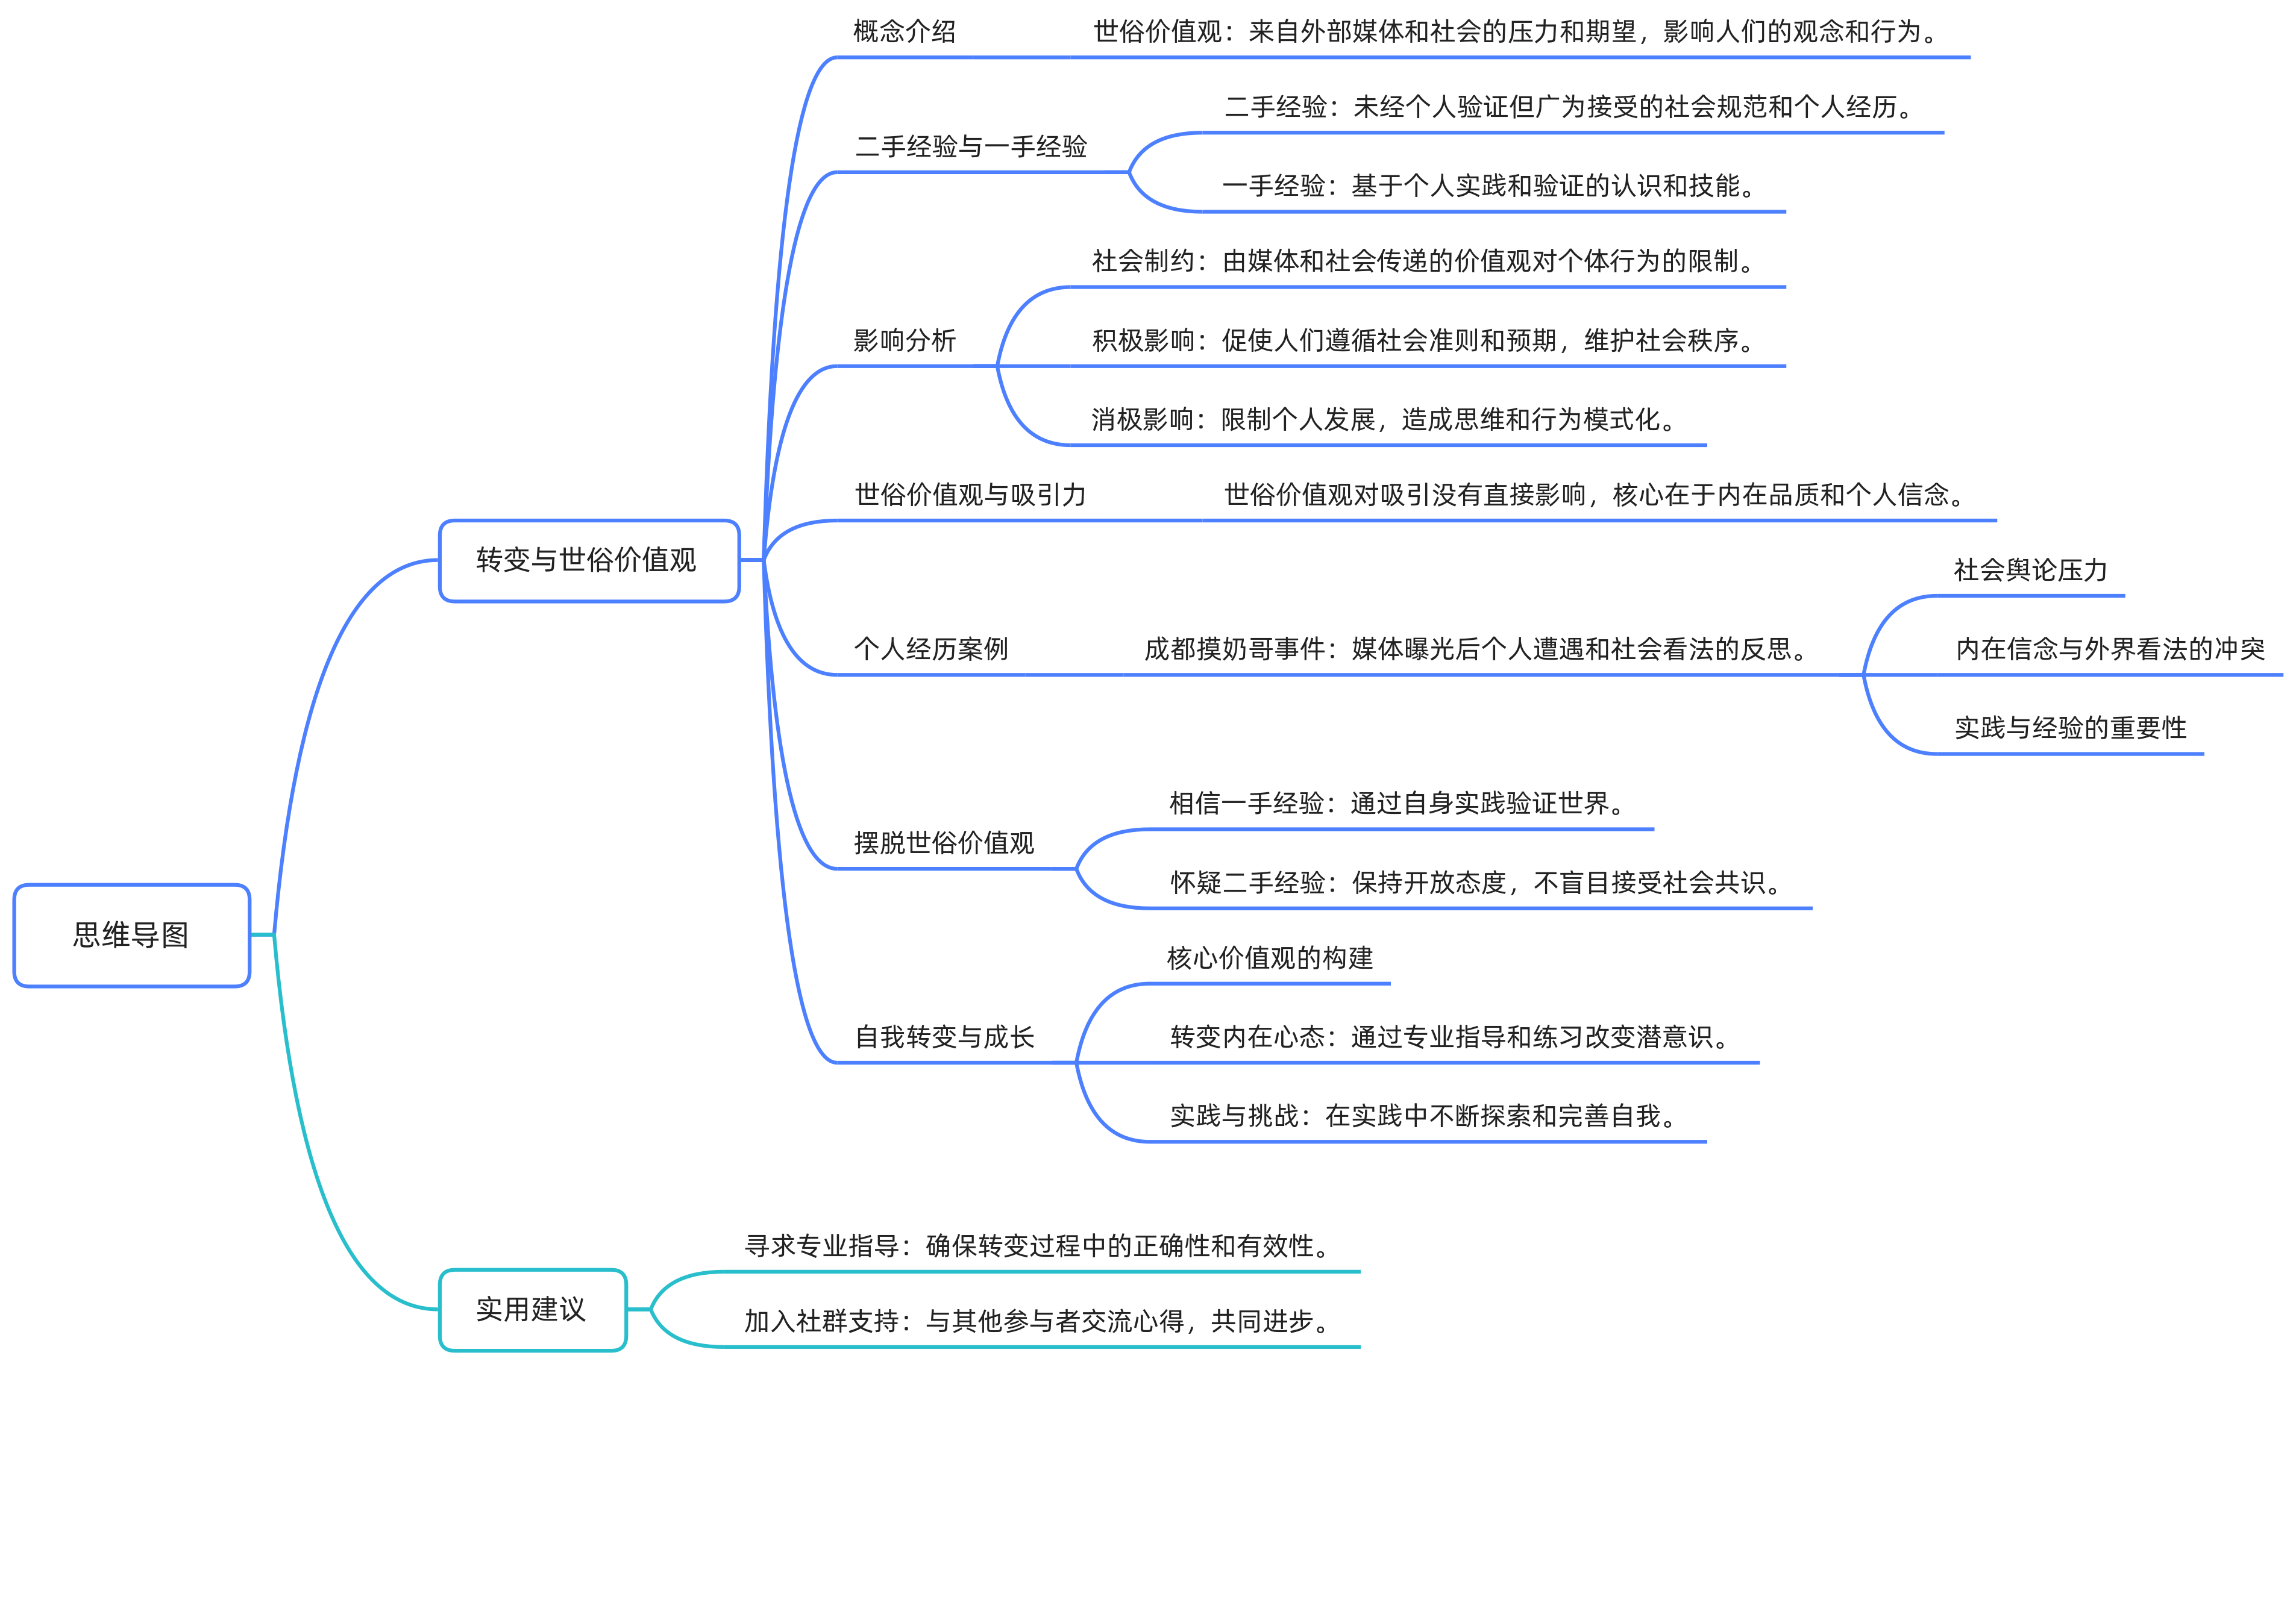 思维导图
转变与世俗价值观
概念介绍
世俗价值观：来自外部媒体和社会的压力和期望，影响人们的观念和行为。
二手经验与一手经验
二手经验：未经个人验证但广为接受的社会规范和个人经历。
一手经验：基于个人实践和验证的认识和技能。
影响分析
社会制约：由媒体和社会传递的价值观对个体行为的限制。
积极影响：促使人们遵循社会准则和预期，维护社会秩序。
消极影响：限制个人发展，造成思维和行为模式化。
世俗价值观与吸引力
世俗价值观对吸引没有直接影响，核心在于内在品质和个人信念。
个人经历案例
成都摸奶哥事件：媒体曝光后个人遭遇和社会看法的反思。
社会舆论压力
内在信念与外界看法的冲突
实践与经验的重要性
摆脱世俗价值观
相信一手经验：通过自身实践验证世界。
怀疑二手经验：保持开放态度，不盲目接受社会共识。
自我转变与成长
核心价值观的构建
转变内在心态：通过专业指导和练习改变潜意识。
实践与挑战：在实践中不断探索和完善自我。
实用建议
寻求专业指导：确保转变过程中的正确性和有效性。
加入社群支持：与其他参与者交流心得，共同进步。